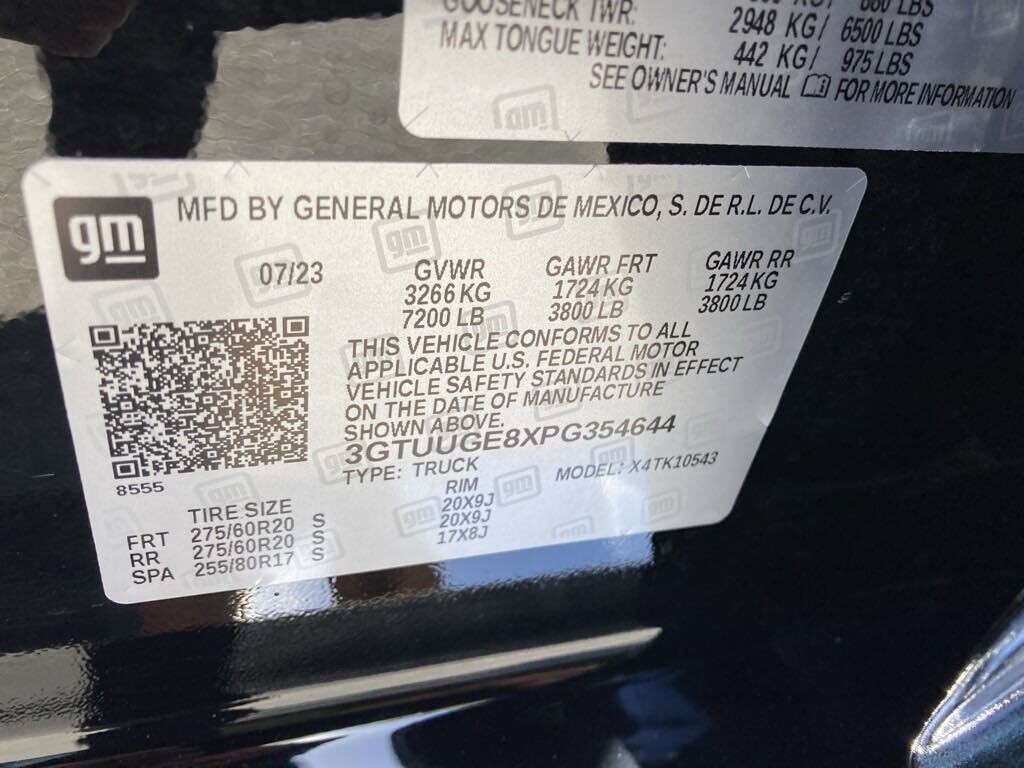 GOOSENECK TWR: 2948 KG/ 6500 LBS
MAX TONGUE WEIGHT: 442 KG/ 975 LBS
SEE OWNER'S MANUAL FOR MORE INFORMATION
gm
MFD BY GENERAL MOTORS DE MEXICO, S. DE R.L. DE C.V.
07/23 GVWR GAWR FRT GAWR RR
3266 KG 1724 KG 1724 KG
7200 LB 3800 LB 3800 LB
THIS VEHICLE CONFORMS TO ALL
APPLICABLE U.S. FEDERAL MOTOR
VEHICLE SAFETY STANDARDS IN EFFECT
ON THE DATE OF MANUFACTURE
SHOWN ABOVE.
3GTUUGE8XPG354644
TYPE: TRUCK MODEL: X4TK10543
8555
TIRE SIZE RIM
FRT 275/60R20 S 20X9J
RR 275/60R20 S 20X9J
SPA 255/80R17 S 17X8J